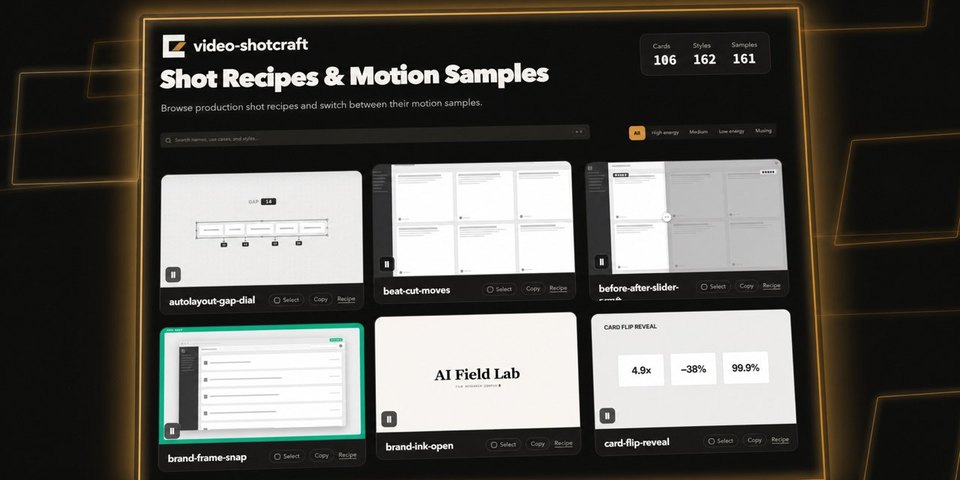 video-shotcraft
Shot Recipes & Motion Samples
Browse production shot recipes and switch between their motion samples.
Cards Styles Samples
106 162 161
Search names, use cases, and styles...
All High energy Medium Low energy Musing
GAP 14
autolayout-gap-dial Select Copy Recipe
beat-cut-moves Select Copy Recipe
before-after-slider- Select Copy Recipe
brand-frame-snap Select Copy Recipe
AI Field Lab
brand-ink-open Select Copy Recipe
CARD FLIP REVEAL
4.9x −38% 99.9%
card-flip-reveal Select Copy Recipe